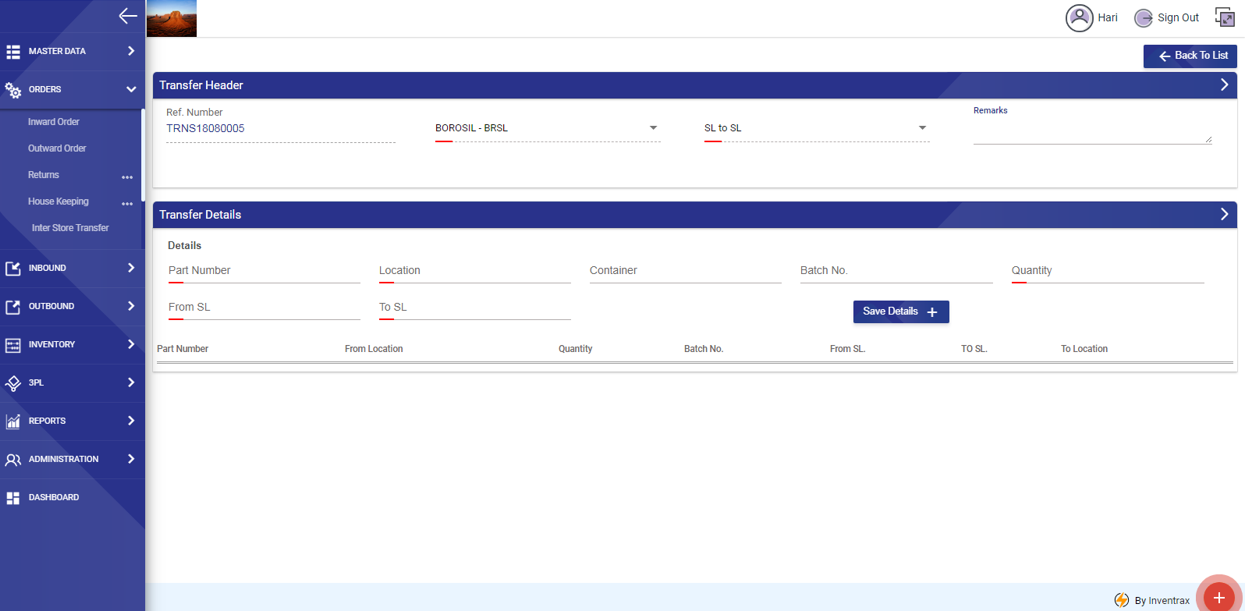 Hari
Sign Out
MASTER DATA
ORDERS
Inward Order
Outward Order
Returns ...
House Keeping ...
Inter Store Transfer
INBOUND
OUTBOUND
INVENTORY
3PL
REPORTS
ADMINISTRATION
DASHBOARD
Back To List
Transfer Header
Ref. Number
TRNS18080005
BOROSIL - BRSL
SL to SL
Remarks
Transfer Details
Details
Part Number Location Container Batch No. Quantity
From SL To SL
Save Details +
Part Number From Location Quantity Batch No. From SL. TO SL. To Location
By Inventrax
+